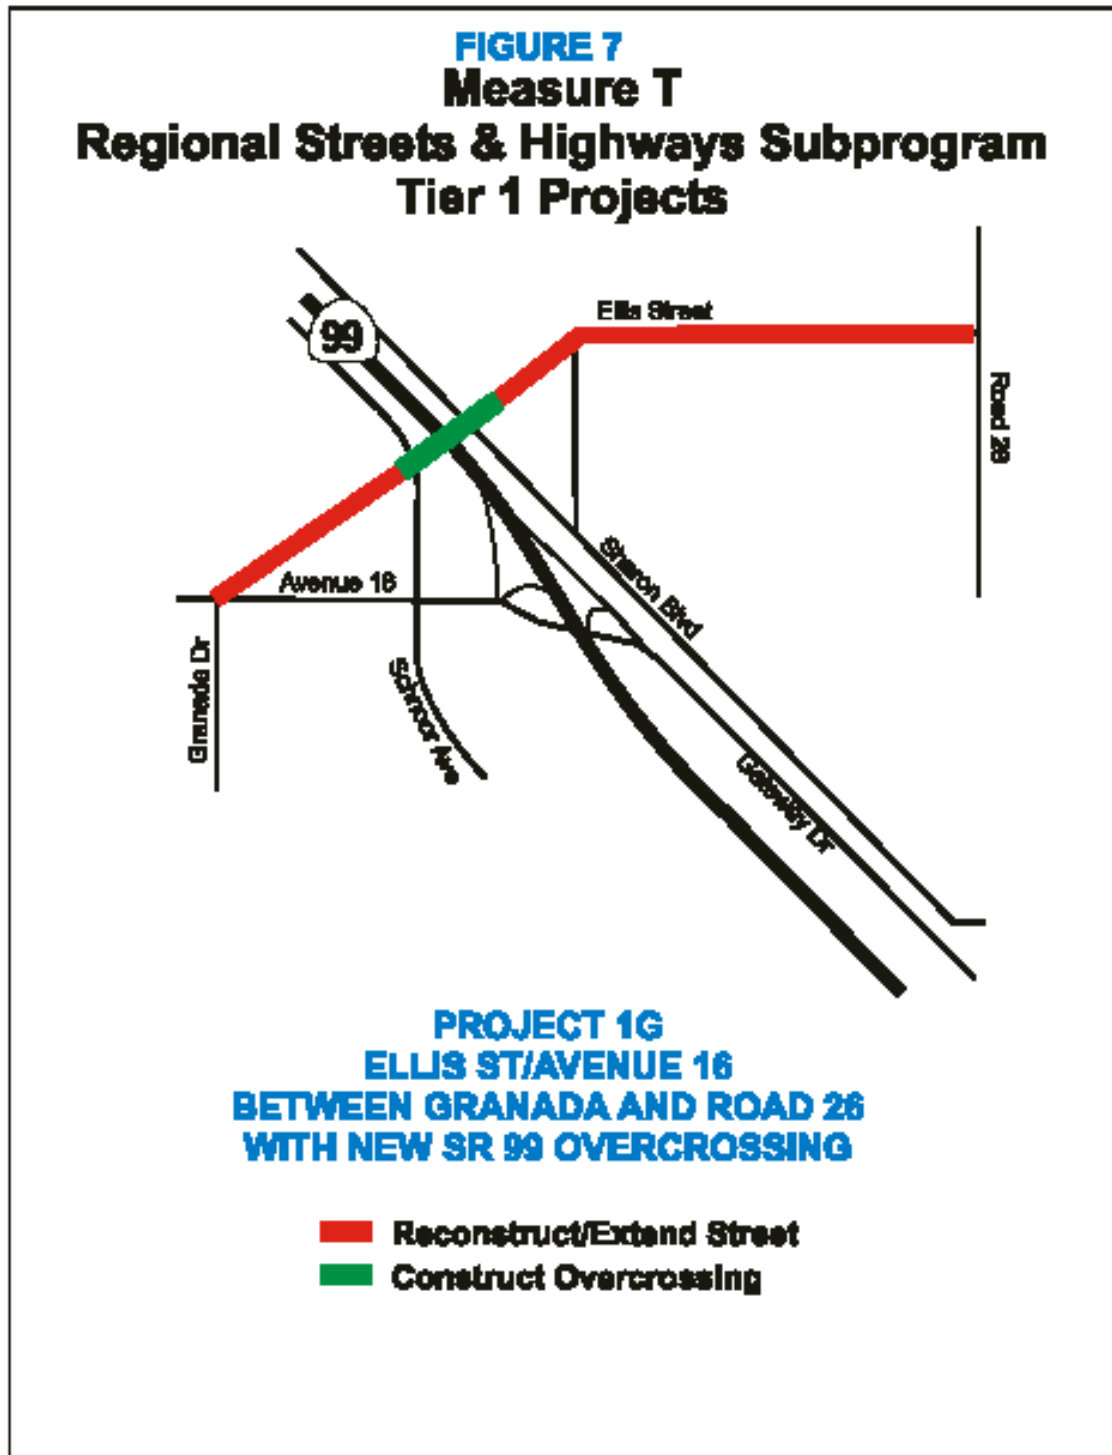 FIGURE 7
Measure T
Regional Streets & Highways Subprogram
Tier 1 Projects
Ellis Street
99
Road 26
Sharon Blvd
Avenue 16
Granada Dr
Schnoor Ave
Gateway Dr
PROJECT 1G
ELLIS ST/AVENUE 16
BETWEEN GRANADA AND ROAD 26
WITH NEW SR 99 OVERCROSSING
Reconstruct/Extend Street
Construct Overcrossing